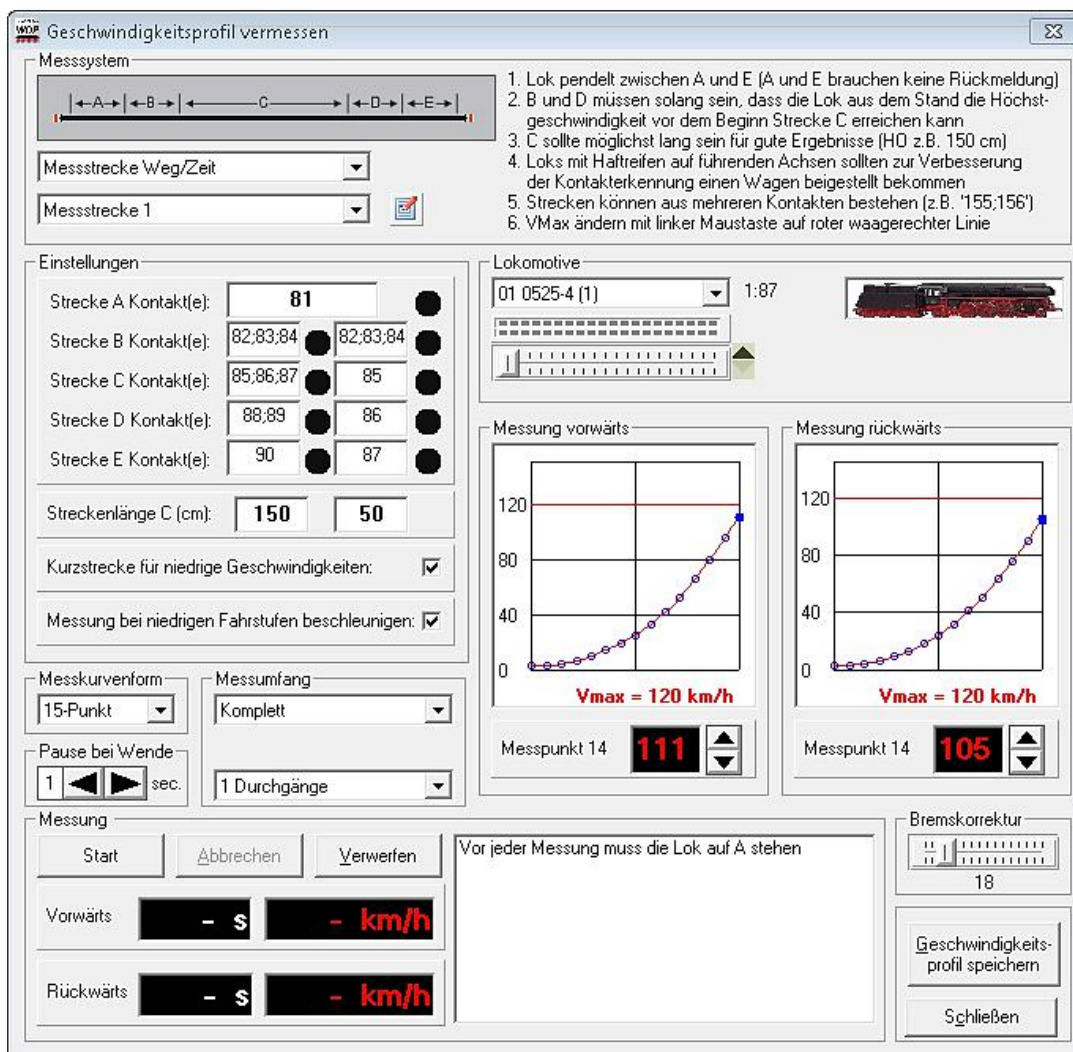 WDP
Geschwindigkeitsprofil vermessen
Messsystem
A B C D E
Messstrecke Weg/Zeit
Messstrecke 1
1. Lok pendelt zwischen A und E (A und E brauchen keine Rückmeldung)
2. B und D müssen solang sein, dass die Lok aus dem Stand die Höchst-
geschwindigkeit vor dem Beginn Strecke C erreichen kann
3. C sollte möglichst lang sein für gute Ergebnisse (HO z.B. 150 cm)
4. Loks mit Haftreifen auf führenden Achsen sollten zur Verbesserung
der Kontakterkennung einen Wagen beigestellt bekommen
5. Strecken können aus mehreren Kontakten bestehen (z.B. '155;156')
6. VMax ändern mit linker Maustaste auf roter waagerechter Linie
Einstellungen
Strecke A Kontakt(e): 81
Strecke B Kontakt(e): 82;83;84 82;83;84
Strecke C Kontakt(e): 85;86;87 85
Strecke D Kontakt(e): 88;89 86
Strecke E Kontakt(e): 90 87
Streckenlänge C (cm): 150 50
Kurzstrecke für niedrige Geschwindigkeiten:
Messung bei niedrigen Fahrstufen beschleunigen:
Lokomotive
01 0525-4 (1) 1:87
Messung vorwärts
120
80
40
0
Vmax = 120 km/h
Messpunkt 14 111
Messung rückwärts
120
80
40
0
Vmax = 120 km/h
Messpunkt 14 105
Messkurvenform
15-Punkt
Pause bei Wende
1 sec.
Messumfang
Komplett
1 Durchgänge
Messung
Start Abbrechen Verwerfen
Vorwärts - s - km/h
Rückwärts - s - km/h
Vor jeder Messung muss die Lok auf A stehen
Bremskorrektur
18
Geschwindigkeits-
profil speichern
Schließen